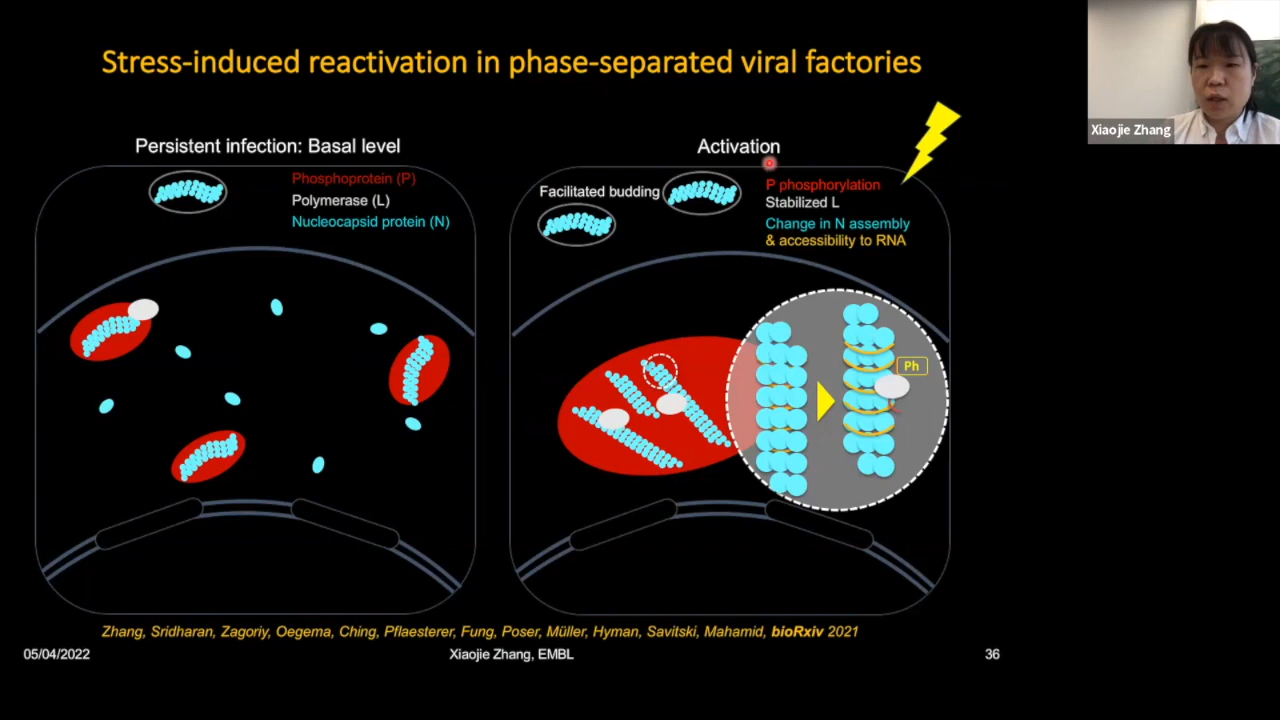 Stress-induced reactivation in phase-separated viral factories
Xiaojie Zhang
Persistent infection: Basal level
Phosphoprotein (P)
Polymerase (L)
Nucleocapsid protein (N)
Activation
Facilitated budding
P phosphorylation
Stabilized L
Change in N assembly
& accessibility to RNA
Ph
Zhang, Sridharan, Zagoriy, Oegema, Ching, Pflaesterer, Fung, Poser, Müller, Hyman, Savitski, Mahamid, bioRxiv 2021
05/04/2022
Xiaojie Zhang, EMBL
36